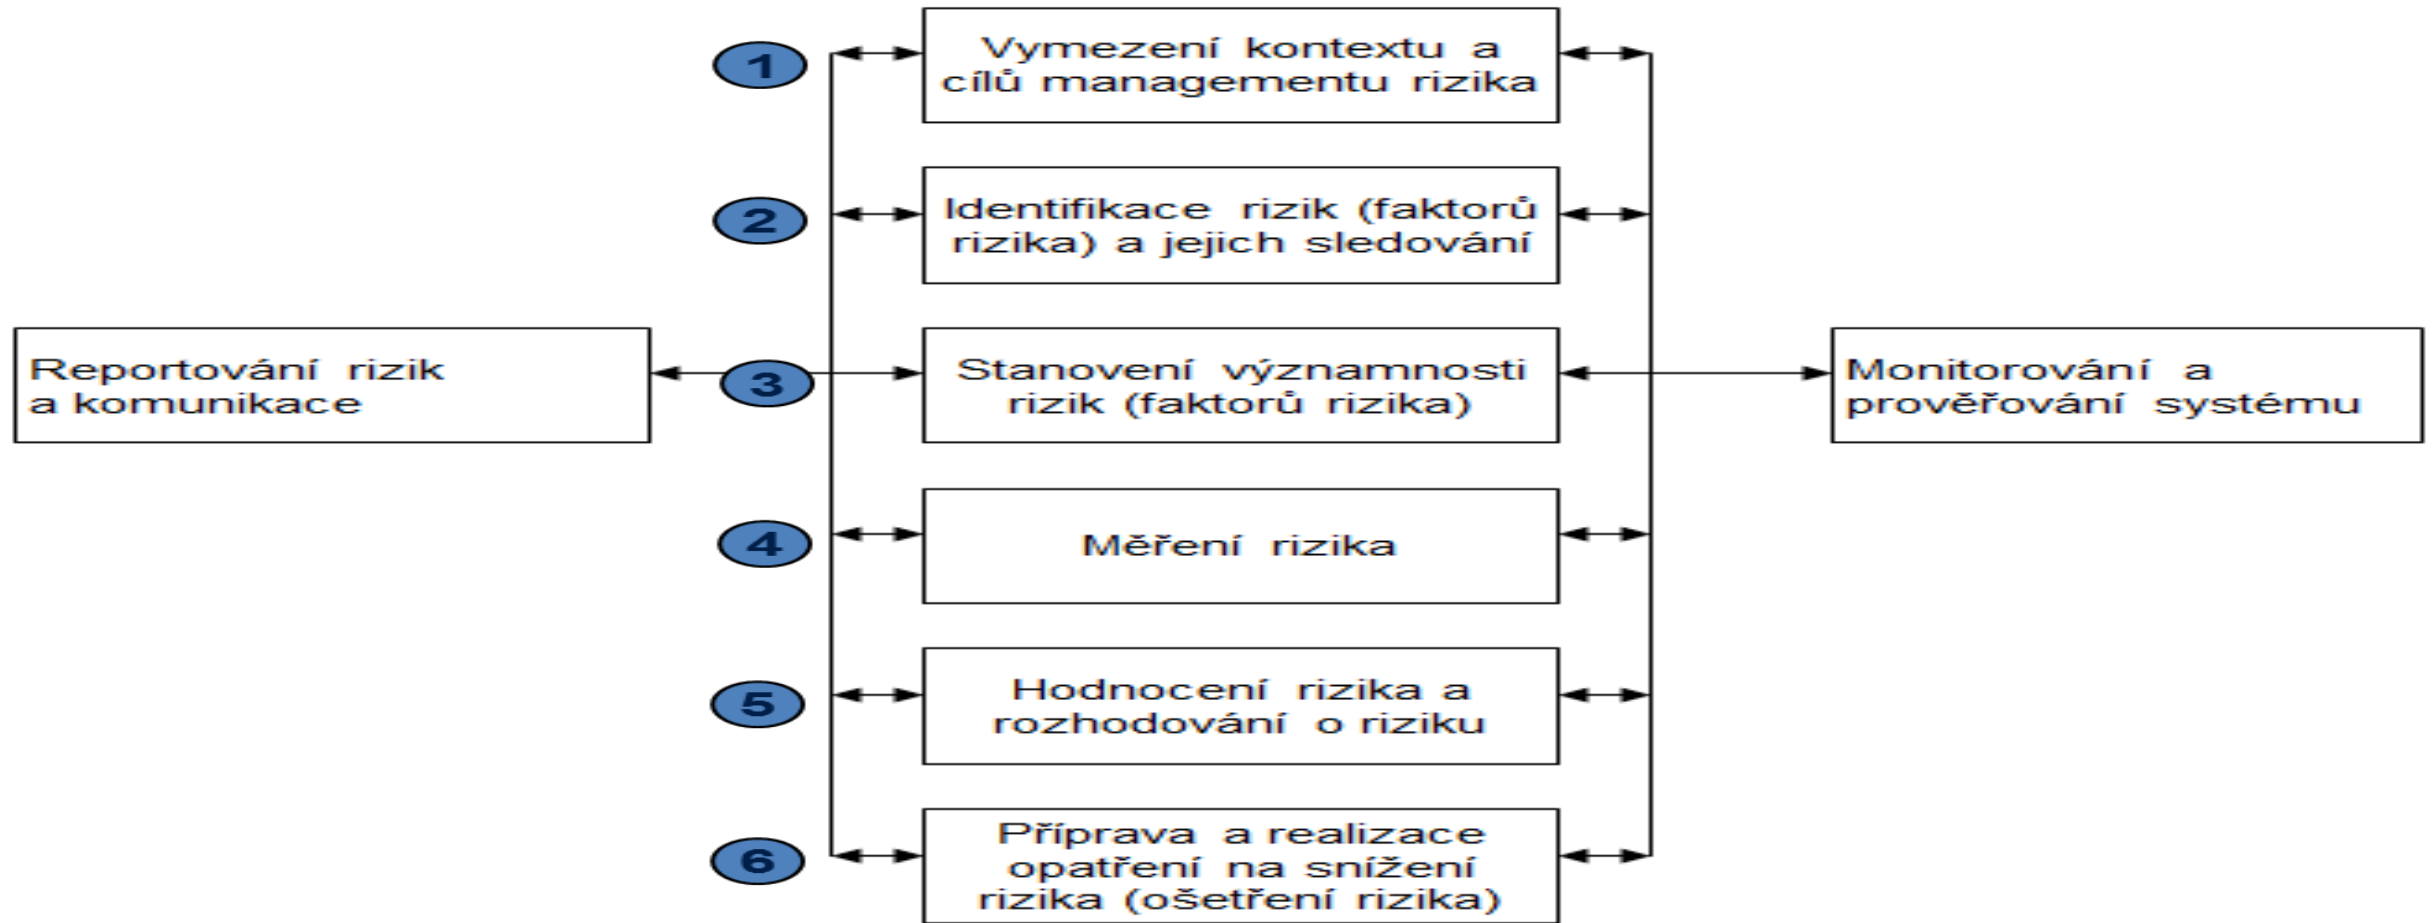 1
Vymezení kontextu a
cílů managementu rizika
2
Identifikace rizik (faktorů
rizika) a jejich sledování
Reportování rizik
a komunikace
3
Stanovení významnosti
rizik (faktorů rizika)
Monitorování a
prověřování systému
4
Měření rizika
5
Hodnocení rizika a
rozhodování o riziku
6
Příprava a realizace
opatření na snížení
rizika (ošetření rizika)